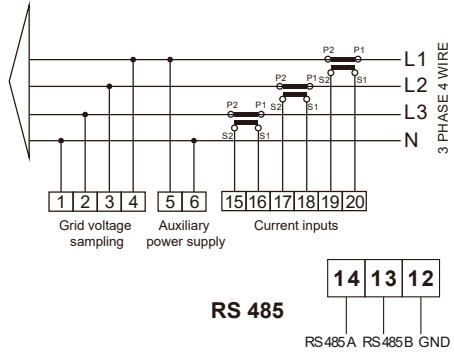 P2 P1
L1
P2 P1 S2 S1
L2
P2 P1 S2 S1
L3
S2 S1
N
3 PHASE 4 WIRE
1 2 3 4 5 6 15 16 17 18 19 20
Grid voltage sampling
Auxiliary power supply
Current inputs
14 13 12
RS 485
RS485A RS485B GND